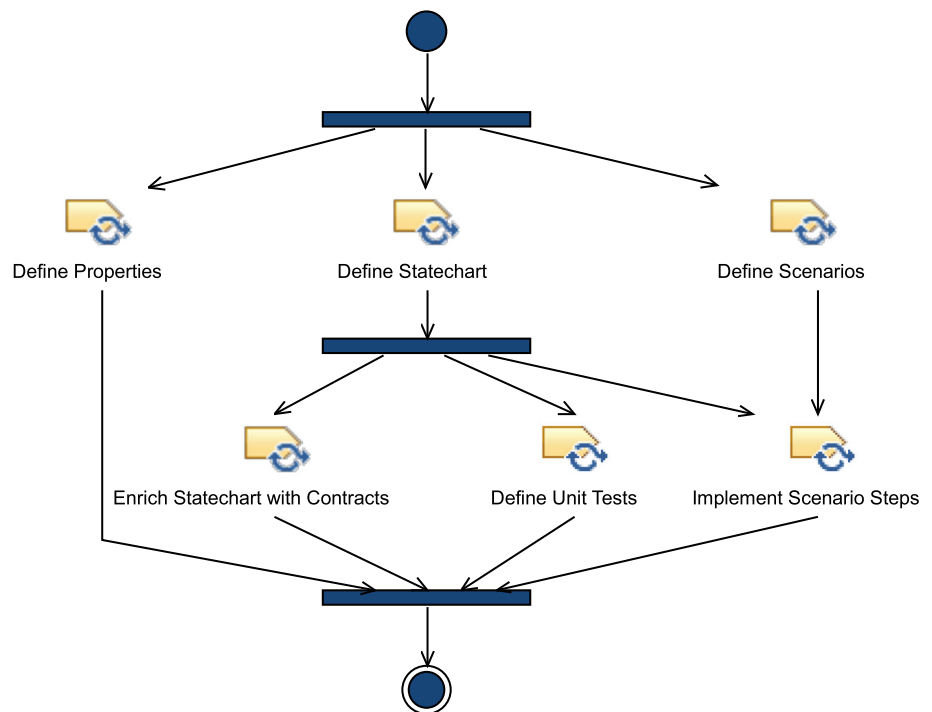 Define Properties
Define Statechart
Define Scenarios
Enrich Statechart with Contracts
Define Unit Tests
Implement Scenario Steps